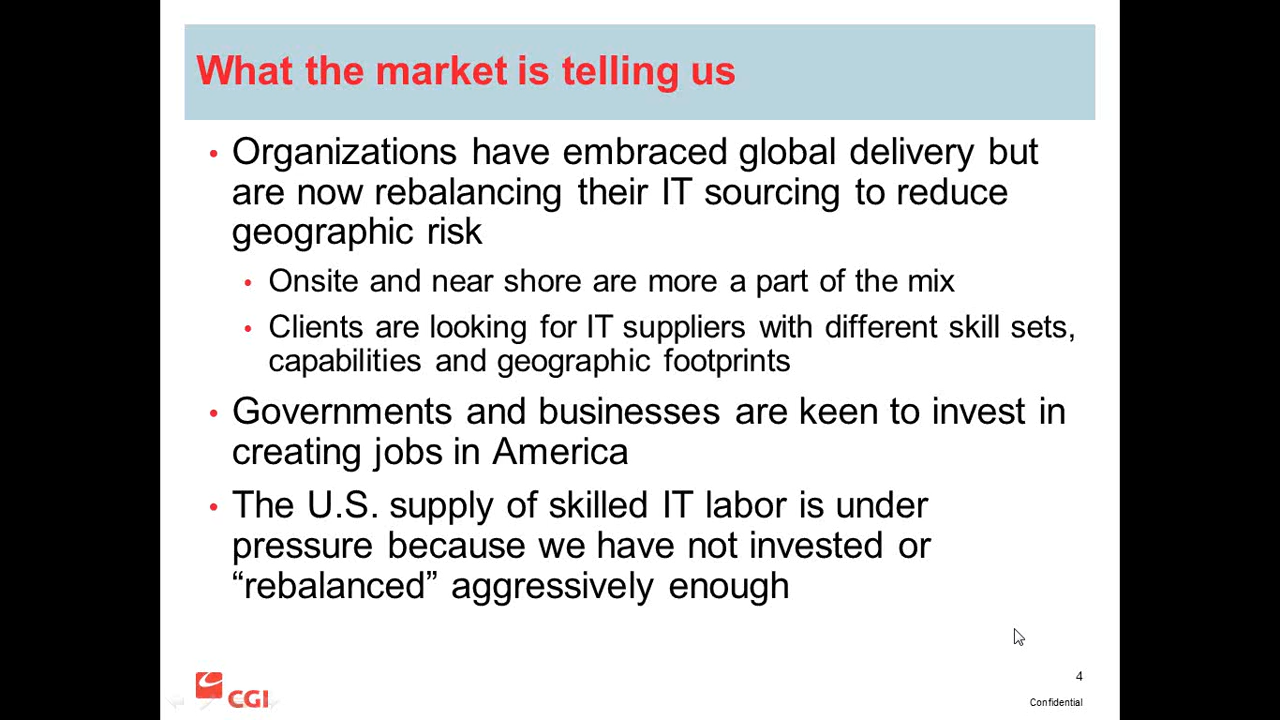 What the market is telling us
• Organizations have embraced global delivery but
are now rebalancing their IT sourcing to reduce
geographic risk
• Onsite and near shore are more a part of the mix
• Clients are looking for IT suppliers with different skill sets,
capabilities and geographic footprints
• Governments and businesses are keen to invest in
creating jobs in America
• The U.S. supply of skilled IT labor is under
pressure because we have not invested or
“rebalanced” aggressively enough
4
CGI
Confidential